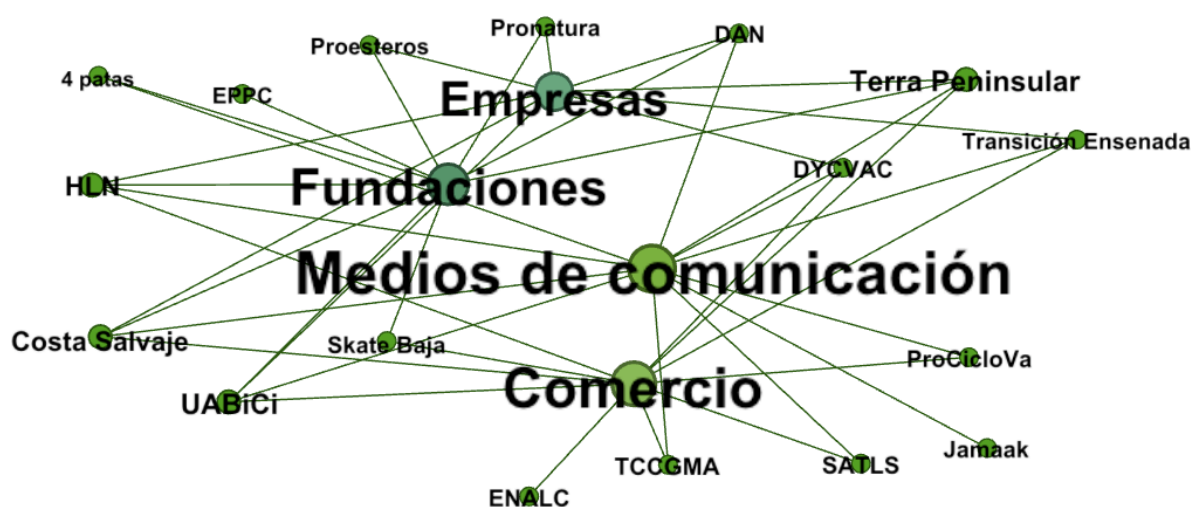 Pronatura
DAN
Proesteros
4 patas
EPPC
Empresas
Terra Peninsular
Transición Ensenada
DYCVAC
HLN
Fundaciones
Medios de comunicación
Costa Salvaje
Skate Baja
ProCicloVa
UABiCi
Comercio
Jamaak
TCCGMA
SATLS
ENALC